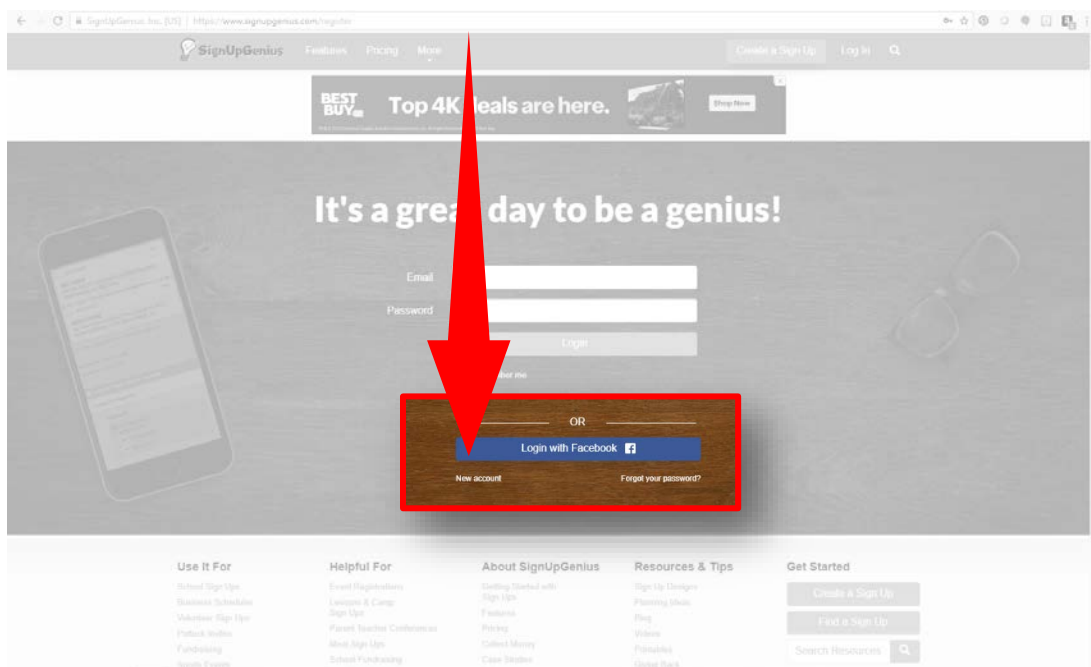 SignUpGenius, Inc. [US] https://www.signupgenius.com/register
SignUpGenius Features Pricing More Create a Sign Up Log In
BEST BUY Top 4K deals are here. Shop Now
It's a great day to be a genius!
Email
Password
Login
me
OR
Login with Facebook
New account Forgot your password?
Use It For Helpful For About SignUpGenius Resources & Tips Get Started
School Sign Ups Event Registrations Getting Started with Sign Ups Sign Up Designs Create a Sign Up
Business Schedules Lessons & Camp Sign Ups Features Planning Ideas
Volunteer Sign Ups Parent Teacher Conferences Pricing Blog Find a Sign Up
Potluck Invites Collect Money Videos
Fundraising School Fundraising Case Studies Printables Search Resources